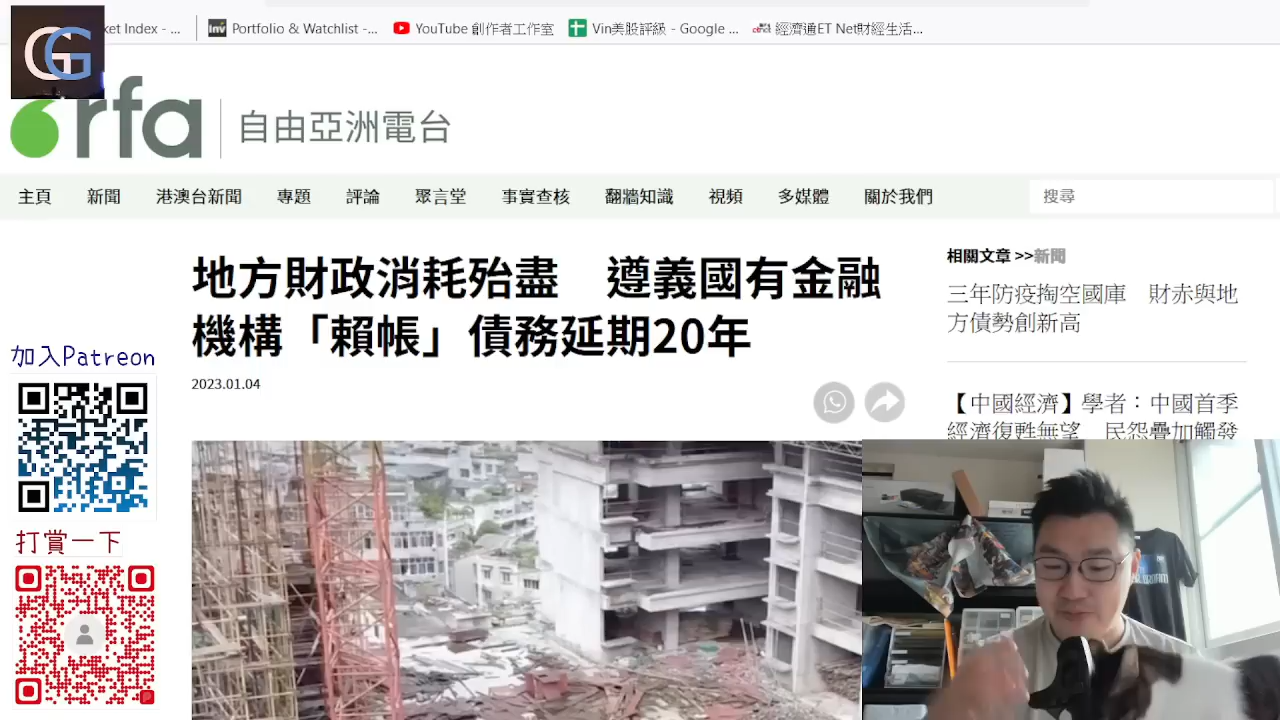 ket Index - ...
Portfolio & Watchlist -...
YouTube 創作者工作室
Vin美股評級 - Google ...
經濟通ET Net財經生活...
GG
rfa 自由亞洲電台
主頁 新聞 港澳台新聞 專題 評論 聚言堂 事實查核 翻牆知識 視頻 多媒體 關於我們 搜尋
地方財政消耗殆盡 遵義國有金融
機構「賴帳」債務延期20年
2023.01.04
相關文章 >>新聞
三年防疫掏空國庫 財赤與地
方債勢創新高
【中國經濟】學者：中國首季
經濟復甦無望 民怨疊加觸發
加入Patreon
打賞一下